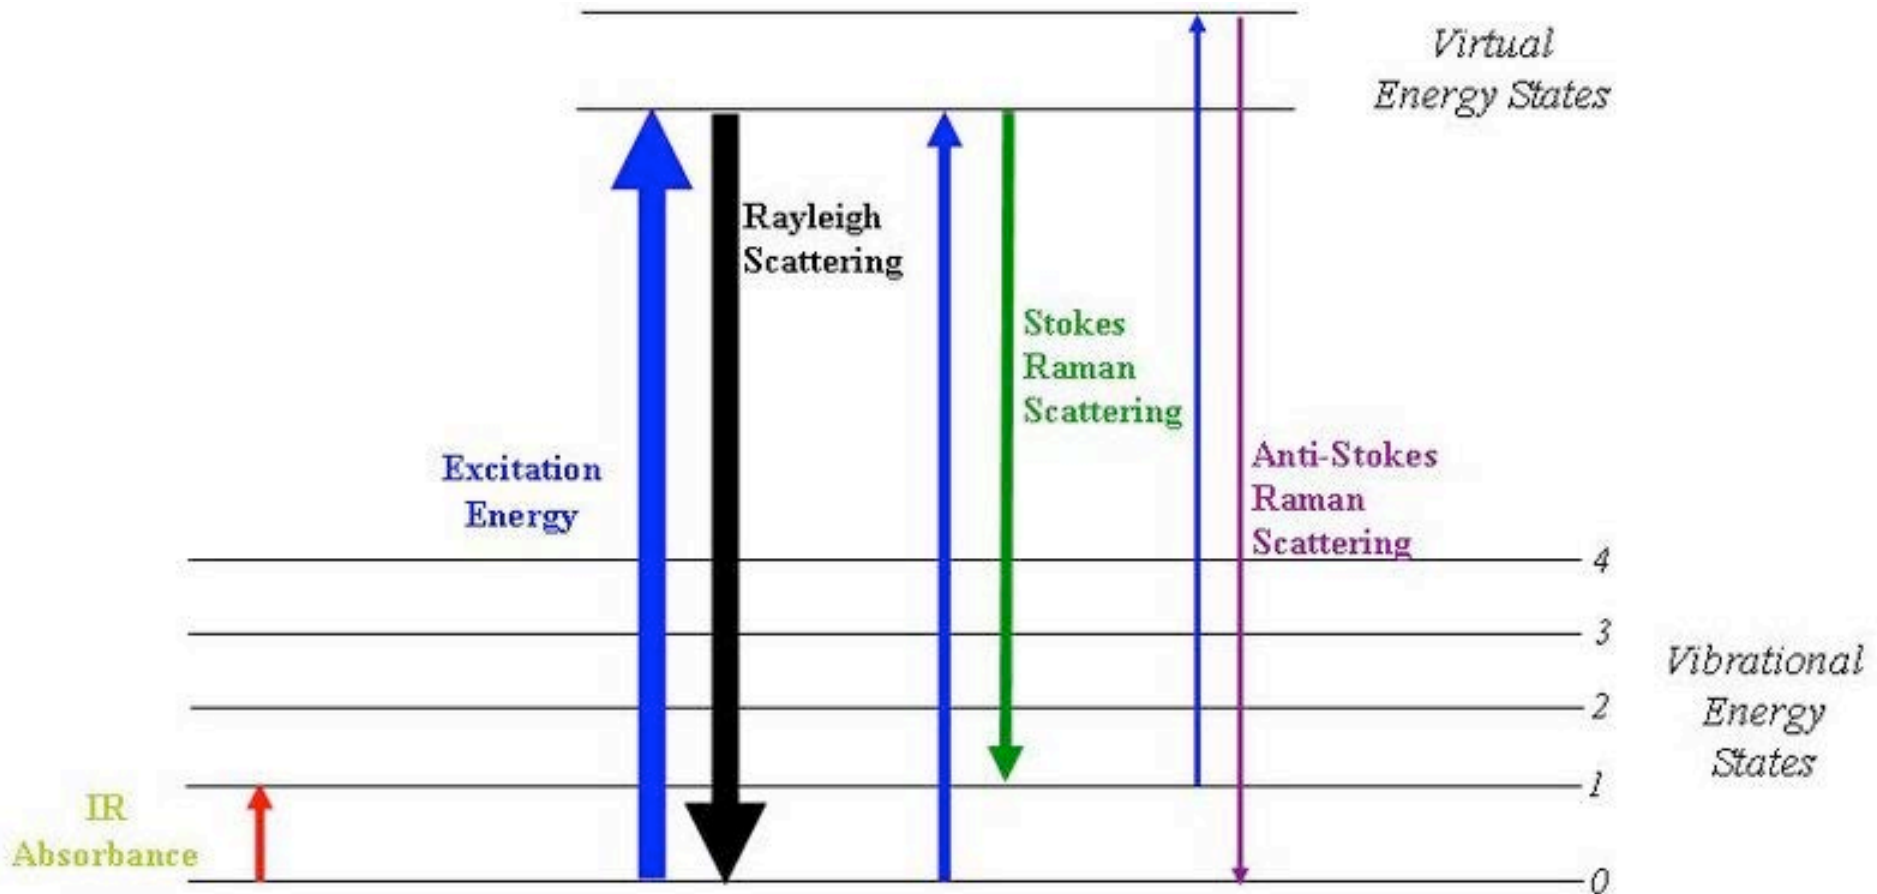 Virtual
Energy States
Rayleigh
Scattering
Stokes
Raman
Scattering
Excitation
Energy
Anti-Stokes
Raman
Scattering
4
3
Vibrational
Energy
States
2
1
IR
Absorbance
0